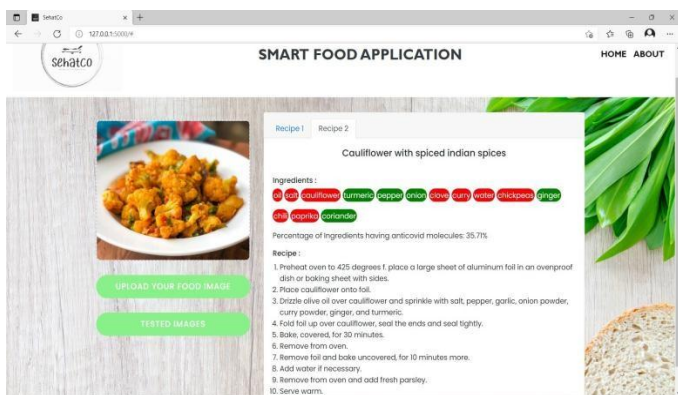 SehatCo
127.0.0.1:5000/#
Sehatco
SMART FOOD APPLICATION
HOME ABOUT
Recipe 1 Recipe 2
Cauliflower with spiced indian spices
Ingredients :
oil salt cauliflower turmeric pepper onion clove curry water chickpeas ginger
chili paprika coriander
Percentage of Ingredients having anticovid molecules: 35.71%
Recipe :
1. Preheat oven to 425 degrees f. place a large sheet of aluminum foil in an ovenproof
dish or baking sheet with sides.
2. Place cauliflower onto foil.
3. Drizzle olive oil over cauliflower and sprinkle with salt, pepper, garlic, onion powder,
curry powder, ginger, and turmeric.
4. Fold foil up over cauliflower, seal the ends and seal tightly.
5. Bake, covered, for 30 minutes.
6. Remove from oven.
7. Remove foil and bake uncovered, for 10 minutes more.
8. Add water if necessary.
9. Remove from oven and add fresh parsley.
10. Serve warm.
UPLOAD YOUR FOOD IMAGE
TESTED IMAGES